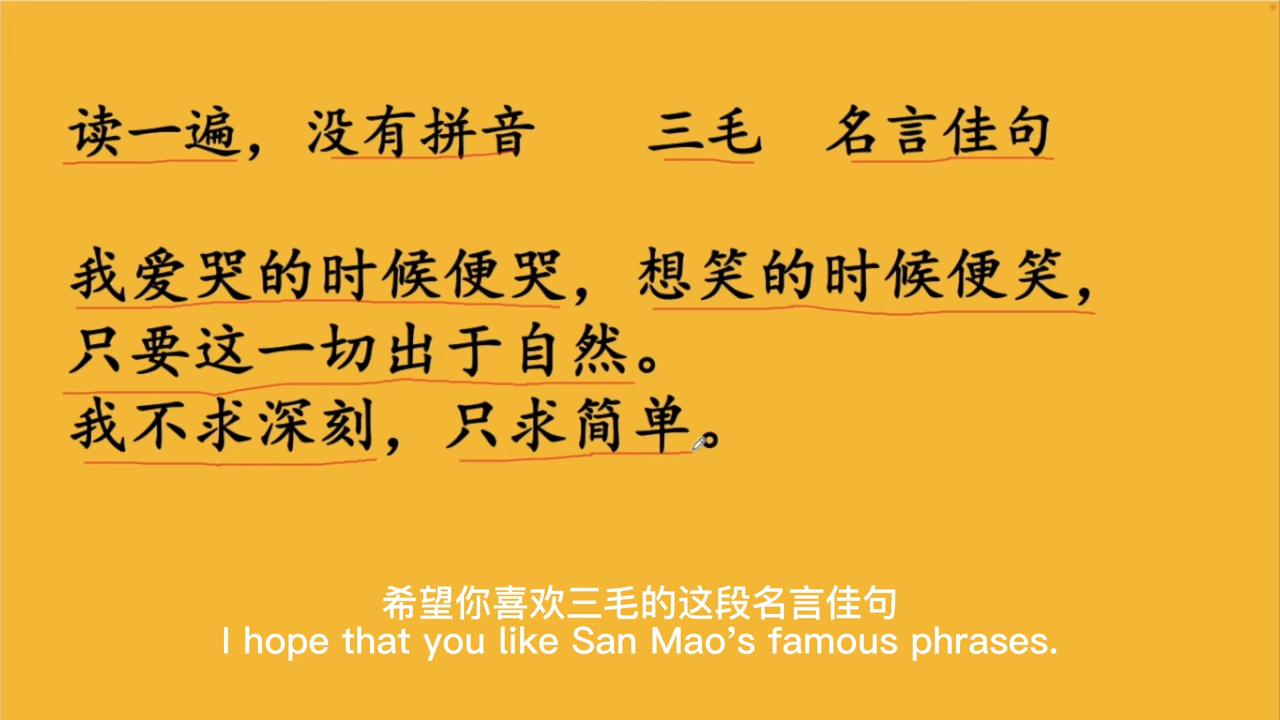 读一遍，没有拼音 三毛 名言佳句
我爱哭的时候便哭，想笑的时候便笑，
只要这一切出于自然。
我不求深刻，只求简单。
希望你喜欢三毛的这段名言佳句
I hope that you like San Mao’s famous phrases.